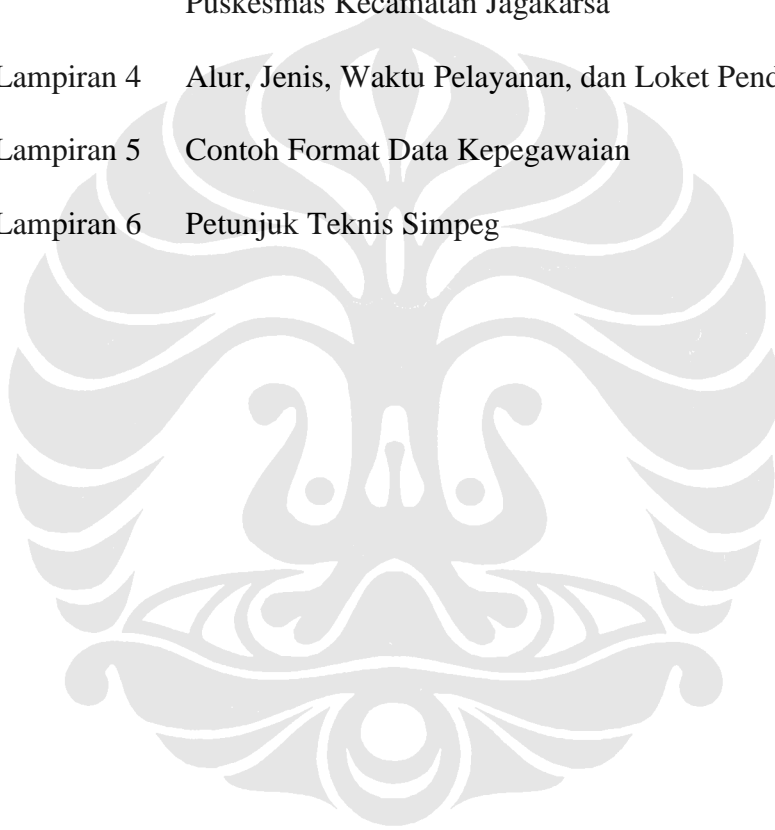 Puskesmas Kecamatan Jagakarsa
Lampiran 4 Alur, Jenis, Waktu Pelayanan, dan Loket
Lampiran 5 Contoh Format Data Kepegawaian
Lampiran 6 Petunjuk Teknis Simpeg